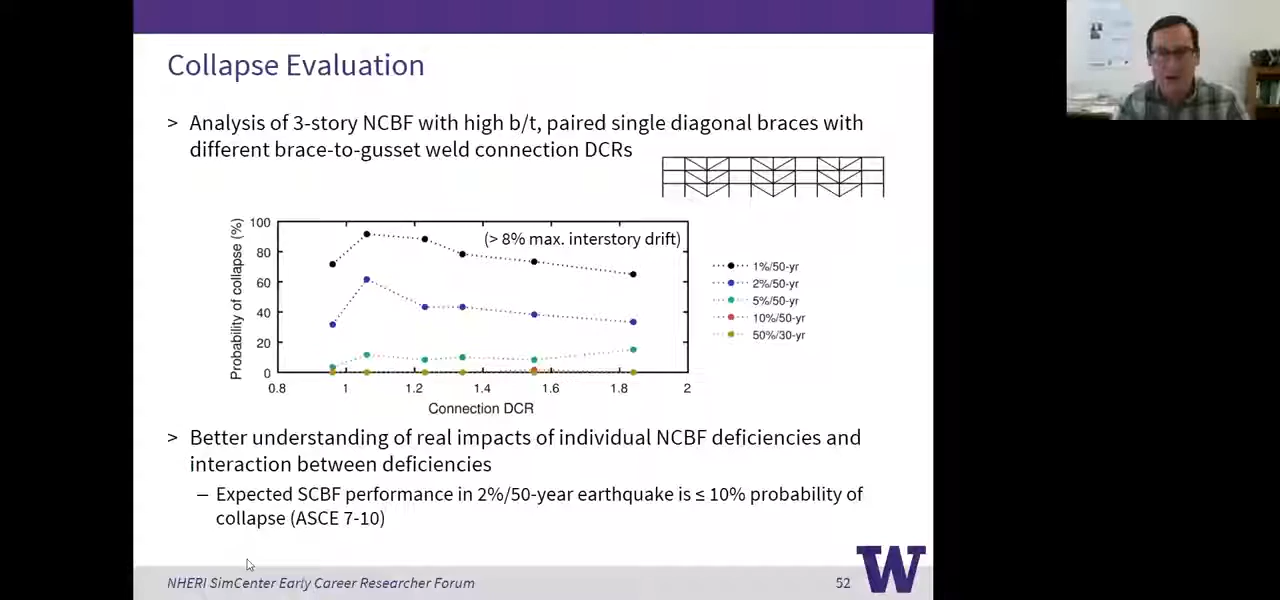 Collapse Evaluation
> Analysis of 3-story NCBF with high b/t, paired single diagonal braces with
different brace-to-gusset weld connection DCRs
Probability of collapse (%)
100
80
60
40
20
0
(> 8% max. interstory drift)
0.8 1 1.2 1.4 1.6 1.8 2
Connection DCR
1%/50-yr
2%/50-yr
5%/50-yr
10%/50-yr
50%/30-yr
> Better understanding of real impacts of individual NCBF deficiencies and
interaction between deficiencies
– Expected SCBF performance in 2%/50-year earthquake is ≤ 10% probability of
collapse (ASCE 7-10)
NHERI SimCenter Early Career Researcher Forum
52
W